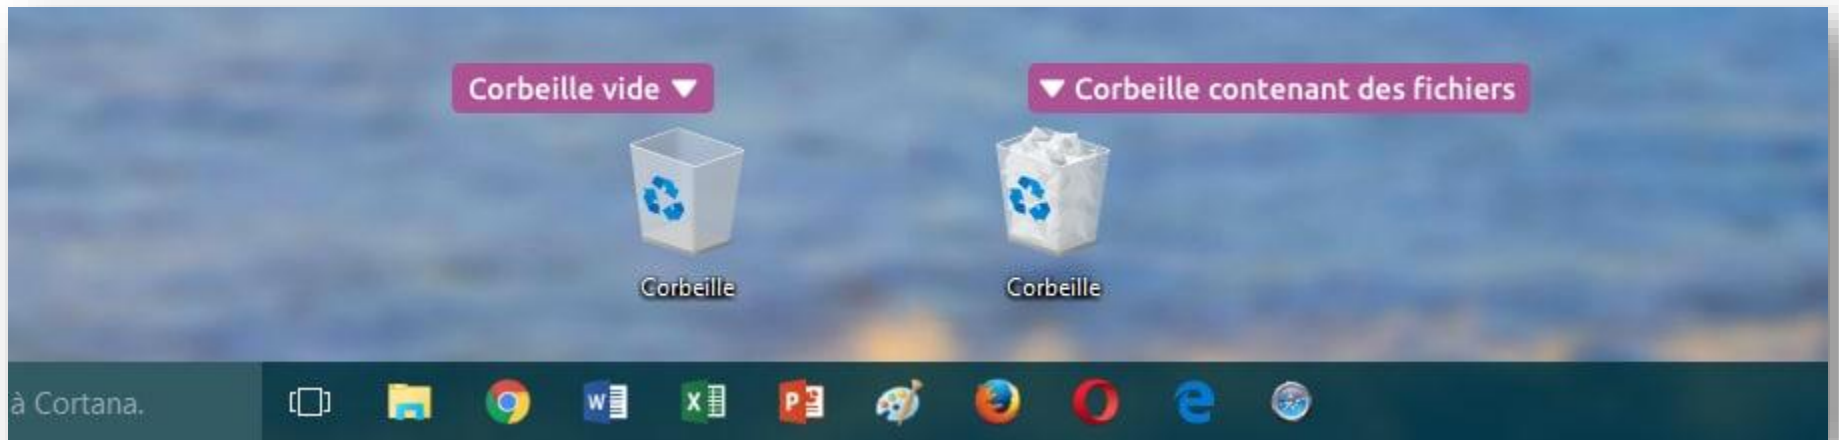 Corbeille vide
Corbeille contenant des fichiers
Corbeille
Corbeille
à Cortana.